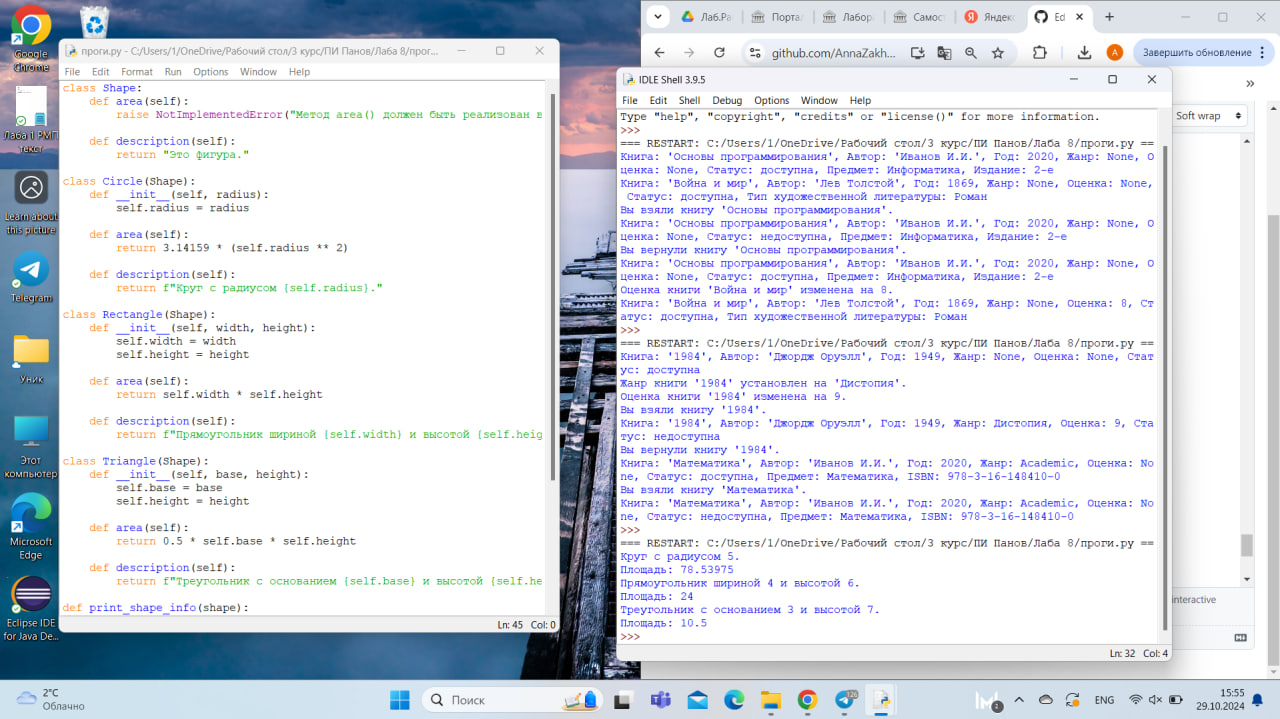 Google Chrome
Лаба 1 РМП текст
Learn about this picture
Telegram
Уник
Этот компьютер
Microsoft Edge
Eclipse IDE for Java De...
проги.py - C:/Users/1/OneDrive/Рабочий стол/3 курс/ПИ Панов/Лаба 8/прог...
File Edit Format Run Options Window Help
class Shape:
    def area(self):
        raise NotImplementedError("Метод area() должен быть реализован в
    def description(self):
        return "Это фигура."
class Circle(Shape):
    def __init__(self, radius):
        self.radius = radius
    def area(self):
        return 3.14159 * (self.radius ** 2)
    def description(self):
        return f"Круг с радиусом {self.radius}."
class Rectangle(Shape):
    def __init__(self, width, height):
        self.width = width
        self.height = height
    def area(self):
        return self.width * self.height
    def description(self):
        return f"Прямоугольник шириной {self.width} и высотой {self.heig
class Triangle(Shape):
    def __init__(self, base, height):
        self.base = base
        self.height = height
    def area(self):
        return 0.5 * self.base * self.height
    def description(self):
        return f"Треугольник с основанием {self.base} и высотой {self.he
def print_shape_info(shape):
Ln: 45 Col: 0
Лаб.Ра Порта Лабор Самост Яндекс Ed
github.com/AnnaZakh... A Завершить обновление
Soft wrap
interactive
IDLE Shell 3.9.5
File Edit Shell Debug Options Window Help
Type "help", "copyright", "credits" or "license()" for more information.
>>>
=== RESTART: C:/Users/1/OneDrive/Рабочий стол/3 курс/ПИ Панов/Лаба 8/проги.py ==
Книга: 'Основы программирования', Автор: 'Иванов И.И.', Год: 2020, Жанр: None, О
ценка: None, Статус: доступна, Предмет: Информатика, Издание: 2-е
Книга: 'Война и мир', Автор: 'Лев Толстой', Год: 1869, Жанр: None, Оценка: None,
 Статус: доступна, Тип художественной литературы: Роман
Вы взяли книгу 'Основы программирования'.
Книга: 'Основы программирования', Автор: 'Иванов И.И.', Год: 2020, Жанр: None, О
ценка: None, Статус: недоступна, Предмет: Информатика, Издание: 2-е
Вы вернули книгу 'Основы программирования'.
Книга: 'Основы программирования', Автор: 'Иванов И.И.', Год: 2020, Жанр: None, О
ценка: None, Статус: доступна, Предмет: Информатика, Издание: 2-е
Оценка книги 'Война и мир' изменена на 8.
Книга: 'Война и мир', Автор: 'Лев Толстой', Год: 1869, Жанр: None, Оценка: 8, Ст
атус: доступна, Тип художественной литературы: Роман
>>>
=== RESTART: C:/Users/1/OneDrive/Рабочий стол/3 курс/ПИ Панов/Лаба 8/проги.py ==
Книга: '1984', Автор: 'Джордж Оруэлл', Год: 1949, Жанр: None, Оценка: None, Стат
ус: доступна
Жанр книги '1984' установлен на 'Дистопия'.
Оценка книги '1984' изменена на 9.
Вы взяли книгу '1984'.
Книга: '1984', Автор: 'Джордж Оруэлл', Год: 1949, Жанр: Дистопия, Оценка: 9, Ста
тус: недоступна
Вы вернули книгу '1984'.
Книга: 'Математика', Автор: 'Иванов И.И.', Год: 2020, Жанр: Academic, Оценка: No
ne, Статус: доступна, Предмет: Математика, ISBN: 978-3-16-148410-0
Вы взяли книгу 'Математика'.
Книга: 'Математика', Автор: 'Иванов И.И.', Год: 2020, Жанр: Academic, Оценка: No
ne, Статус: недоступна, Предмет: Математика, ISBN: 978-3-16-148410-0
>>>
=== RESTART: C:/Users/1/OneDrive/Рабочий стол/3 курс/ПИ Панов/Лаба 8/проги.py ==
Круг с радиусом 5.
Площадь: 78.53975
Прямоугольник шириной 4 и высотой 6.
Площадь: 24
Треугольник с основанием 3 и высотой 7.
Площадь: 10.5
>>>
Ln: 32 Col: 4
2°C
Облачно
Поиск
126
1
ENG
15:55
29.10.2024